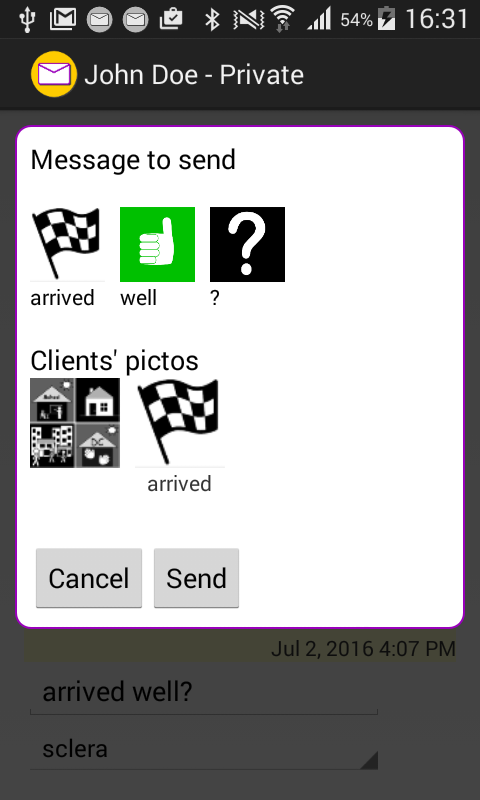 54% 16:31
John Doe - Private
Message to send
arrived well ?
Clients' pictos
arrived
Cancel Send
Jul 2, 2016 4:07 PM
arrived well?
sclera